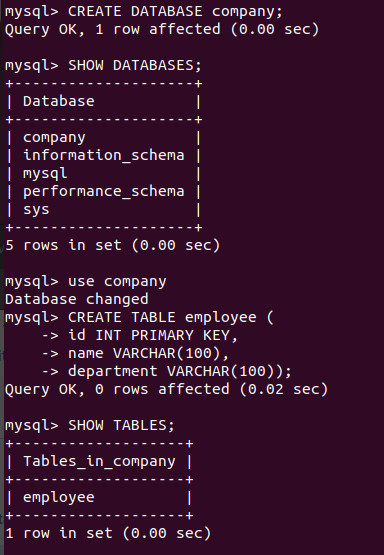 mysql> CREATE DATABASE company;
Query OK, 1 row affected (0.00 sec)
mysql> SHOW DATABASES;
+--------------------+
| Database           |
+--------------------+
| company            |
| information_schema |
| mysql              |
| performance_schema |
| sys                |
+--------------------+
5 rows in set (0.00 sec)
mysql> use company
Database changed
mysql> CREATE TABLE employee (
    -> id INT PRIMARY KEY,
    -> name VARCHAR(100),
    -> department VARCHAR(100));
Query OK, 0 rows affected (0.02 sec)
mysql> SHOW TABLES;
+-------------------+
| Tables_in_company |
+-------------------+
| employee          |
+-------------------+
1 row in set (0.00 sec)